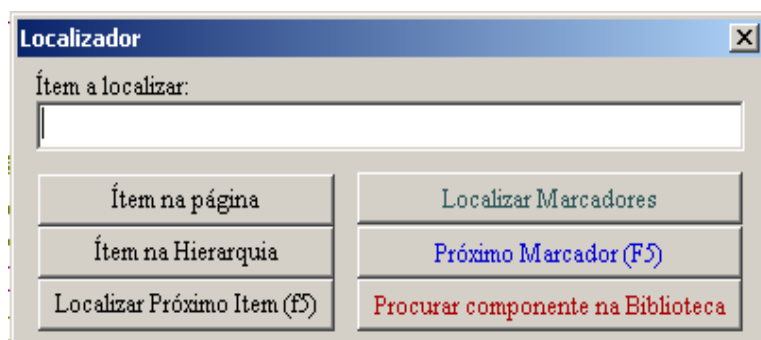 Localizador
Ítem a localizar:
Ítem na página
Localizar Marcadores
Ítem na Hierarquia
Próximo Marcador (F5)
Localizar Próximo Item (f5)
Procurar componente na Biblioteca